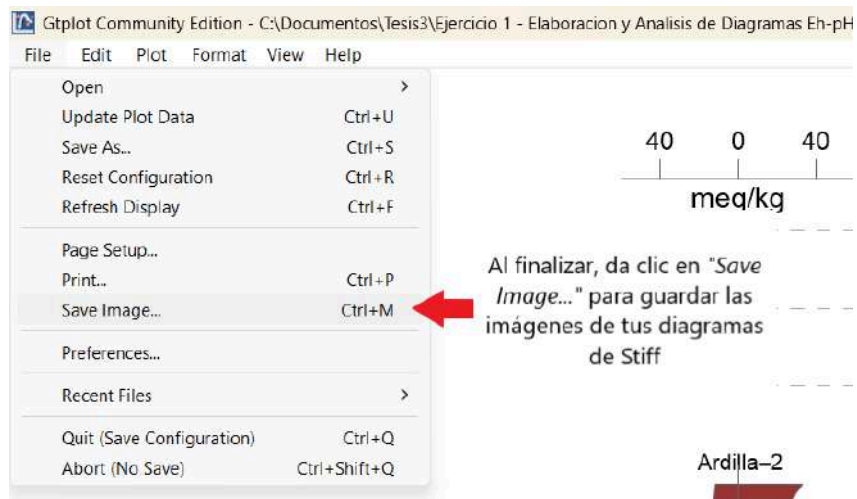 Gtplot Community Edition - C:\Documentos\Tesis3\Ejercicio 1 - Elaboracion y Analisis de Diagramas Eh-pH
File Edit Plot Format View Help
Open >
Update Plot Data Ctrl+U
Save As... Ctrl+S
Reset Configuration Ctrl+R
Refresh Display Ctrl+F
Page Setup...
Print... Ctrl+P
Save Image... Ctrl+M
Preferences...
Recent Files >
Quit (Save Configuration) Ctrl+Q
Abort (No Save) Ctrl+Shift+Q
40 0 40
meq/kg
Al finalizar, da clic en "Save
Image..." para guardar las
imágenes de tus diagramas
de Stiff
Ardilla–2